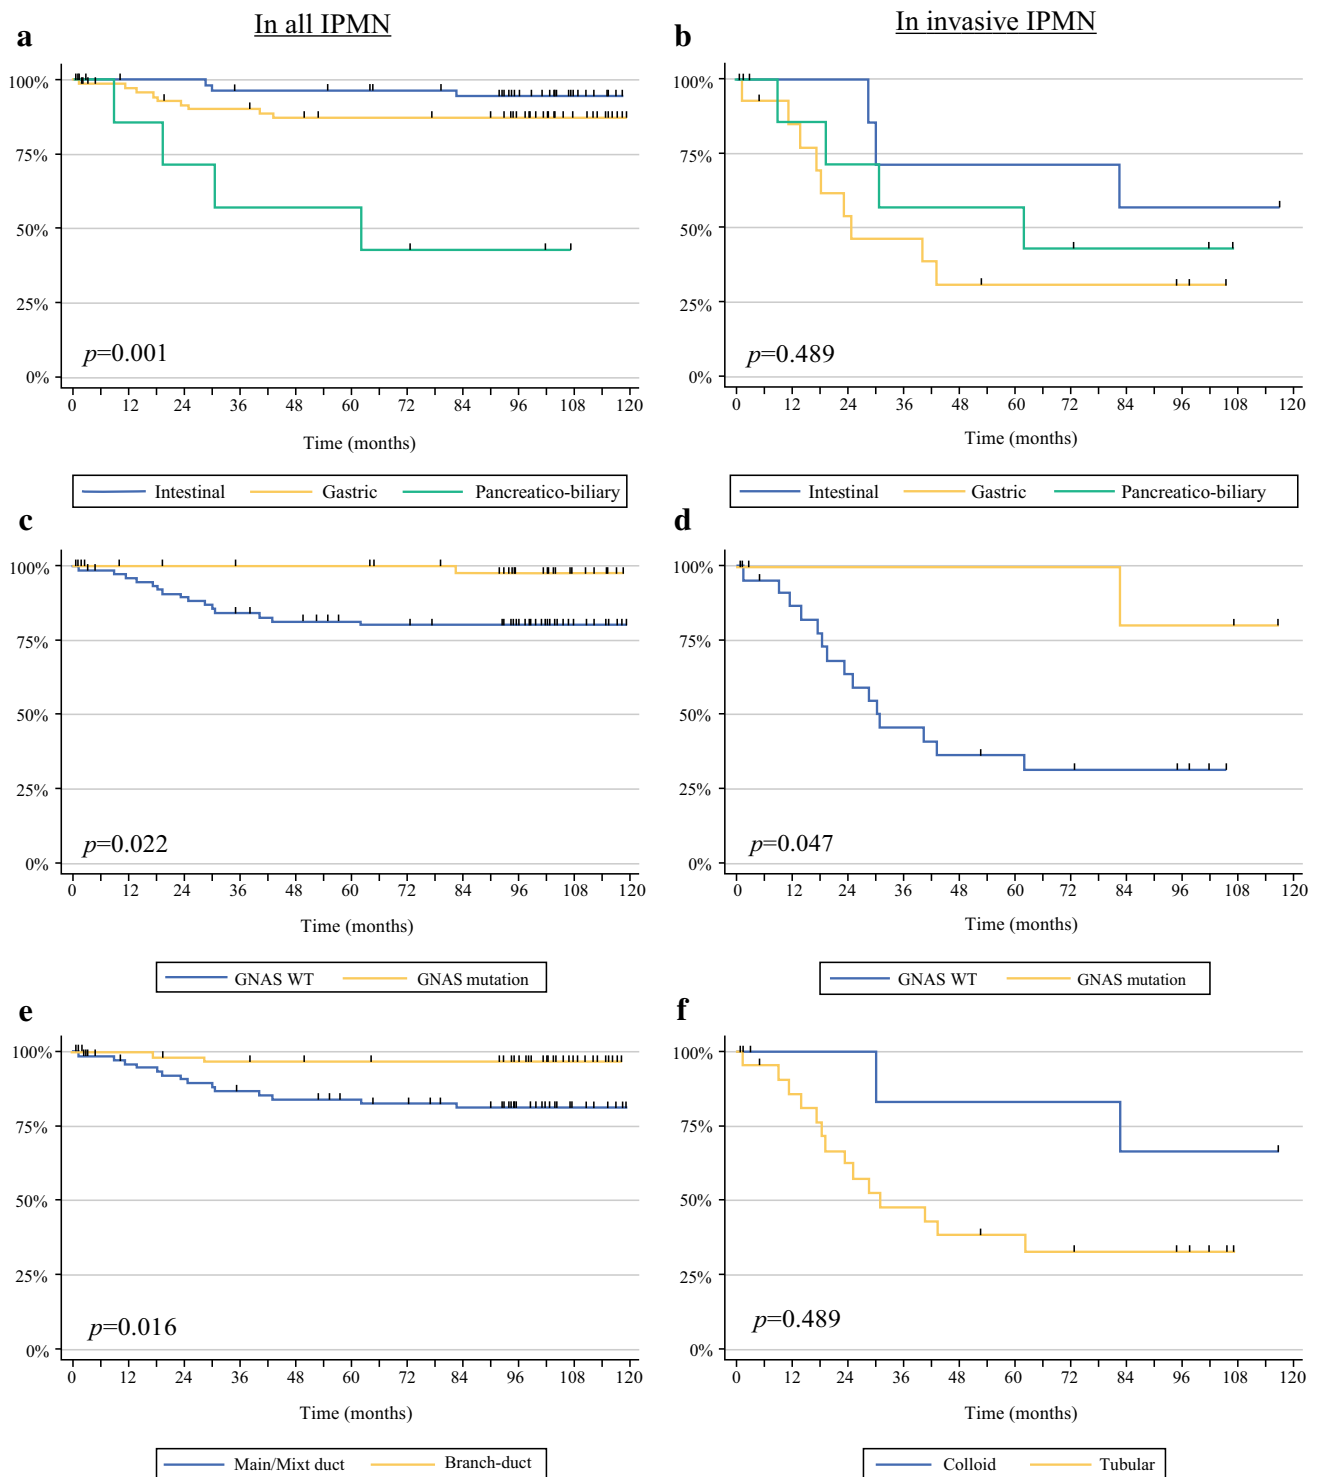 In all IPMN
In invasive IPMN
a
100%
75%
50%
25%
0%
p=0.001
0 12 24 36 48 60 72 84 96 108 120
Time (months)
Intestinal Gastric Pancreatico-biliary
b
100%
75%
50%
25%
0%
p=0.489
0 12 24 36 48 60 72 84 96 108 120
Time (months)
Intestinal Gastric Pancreatico-biliary
c
100%
75%
50%
25%
0%
p=0.022
0 12 24 36 48 60 72 84 96 108 120
Time (months)
GNAS WT GNAS mutation
d
100%
75%
50%
25%
0%
p=0.047
0 12 24 36 48 60 72 84 96 108 120
Time (months)
GNAS WT GNAS mutation
e
100%
75%
50%
25%
0%
p=0.016
0 12 24 36 48 60 72 84 96 108 120
Time (months)
Main/Mixt duct Branch-duct
f
100%
75%
50%
25%
0%
p=0.489
0 12 24 36 48 60 72 84 96 108 120
Time (months)
Colloid Tubular